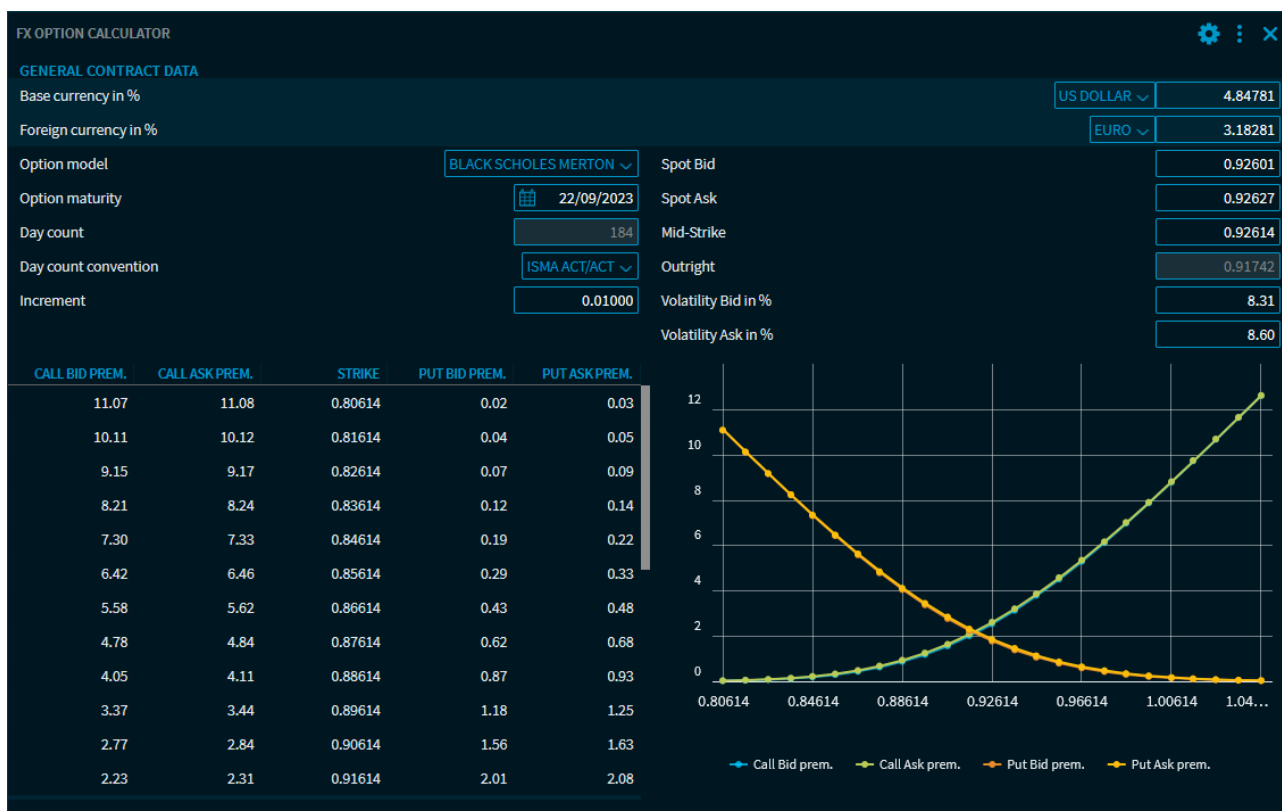 FX OPTION CALCULATOR
GENERAL CONTRACT DATA
Base currency in % US DOLLAR 4.84781
Foreign currency in % EURO 3.18281
Option model BLACK SCHOLES MERTON Spot Bid 0.92601
Option maturity 22/09/2023 Spot Ask 0.92627
Day count 184 Mid-Strike 0.92614
Day count convention ISMA ACT/ACT Outright 0.91742
Increment 0.01000 Volatility Bid in % 8.31
Volatility Ask in % 8.60
CALL BID PREM. CALL ASK PREM. STRIKE PUT BID PREM. PUT ASK PREM.
11.07 11.08 0.80614 0.02 0.03
10.11 10.12 0.81614 0.04 0.05
9.15 9.17 0.82614 0.07 0.09
8.21 8.24 0.83614 0.12 0.14
7.30 7.33 0.84614 0.19 0.22
6.42 6.46 0.85614 0.29 0.33
5.58 5.62 0.86614 0.43 0.48
4.78 4.84 0.87614 0.62 0.68
4.05 4.11 0.88614 0.87 0.93
3.37 3.44 0.89614 1.18 1.25
2.77 2.84 0.90614 1.56 1.63
2.23 2.31 0.91614 2.01 2.08
12
10
8
6
4
2
0
0.80614 0.84614 0.88614 0.92614 0.96614 1.00614 1.04...
Call Bid prem. Call Ask prem. Put Bid prem. Put Ask prem.